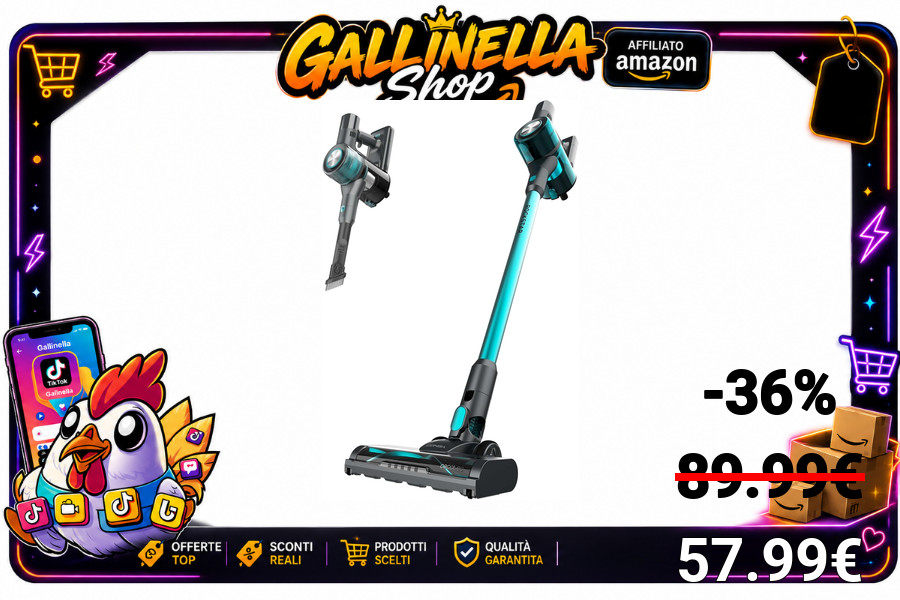 GALLINELLA
Shop
AFFILIATO
amazon
Gallinella
TikTok
Gallinella
-36%
89.99€
57.99€
OFFERTE
TOP
SCONTI
REALI
PRODOTTI
SCELTI
QUALITÀ
GARANTITA